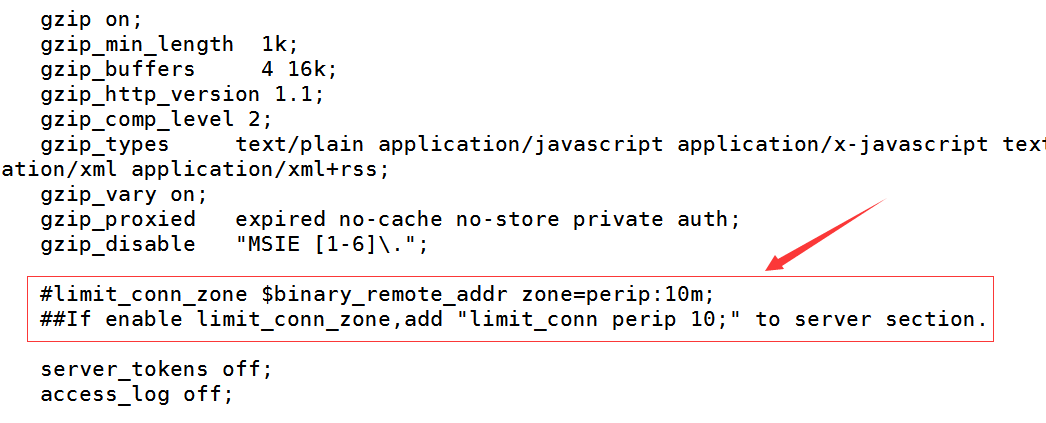 gzip on;
gzip_min_length  1k;
gzip_buffers     4 16k;
gzip_http_version 1.1;
gzip_comp_level 2;
gzip_types     text/plain application/javascript application/x-javascript text
ation/xml application/xml+rss;
gzip_vary on;
gzip_proxied   expired no-cache no-store private auth;
gzip_disable   "MSIE [1-6]\.";
#limit_conn_zone $binary_remote_addr zone=perip:10m;
##If enable limit_conn_zone,add "limit_conn perip 10;" to server section.
server_tokens off;
access_log off;